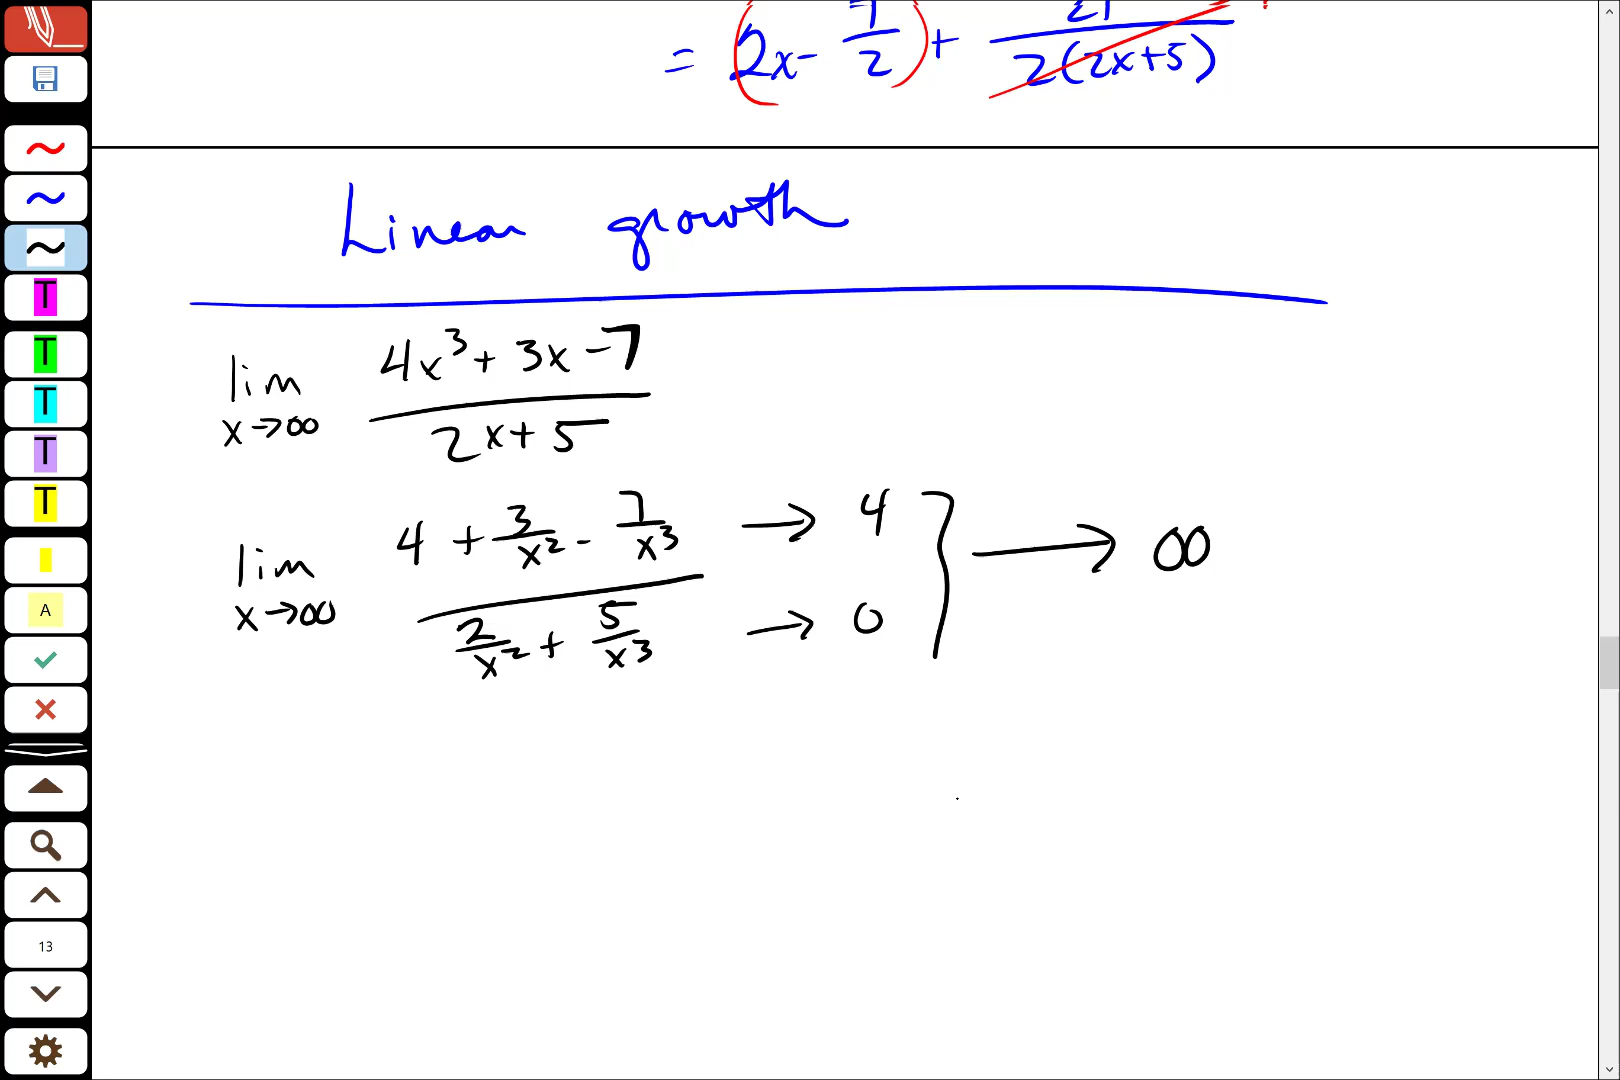 = (2x - 7/2) + 21/2(2x+5)
Linear growth
lim x→∞ 4x³ + 3x - 7 / 2x + 5
lim x→∞ 4 + 3/x² - 7/x³ → 4 } → ∞
2/x² + 5/x³ → 0
T
T
T
T
T
A
13